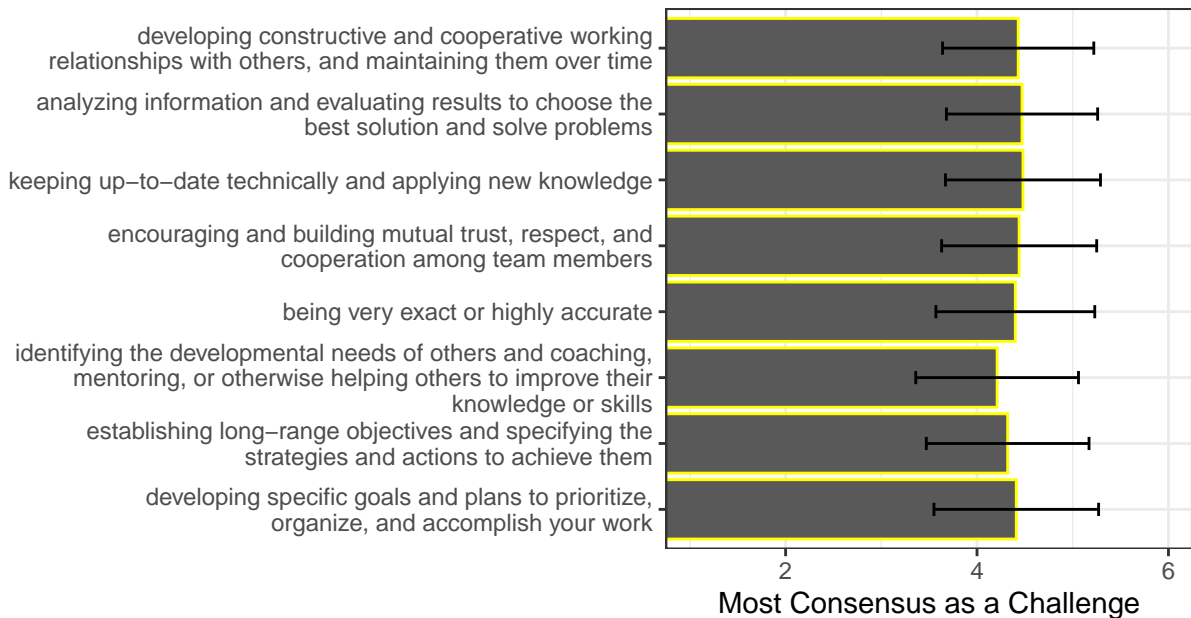 developing constructive and cooperative working
relationships with others, and maintaining them over time
analyzing information and evaluating results to choose the
best solution and solve problems
keeping up−to−date technically and applying new knowledge
encouraging and building mutual trust, respect, and
cooperation among team members
being very exact or highly accurate
identifying the developmental needs of others and coaching,
mentoring, or otherwise helping others to improve their
knowledge or skills
establishing long−range objectives and specifying the
strategies and actions to achieve them
developing specific goals and plans to prioritize,
organize, and accomplish your work
2 4 6
Most Consensus as a Challenge